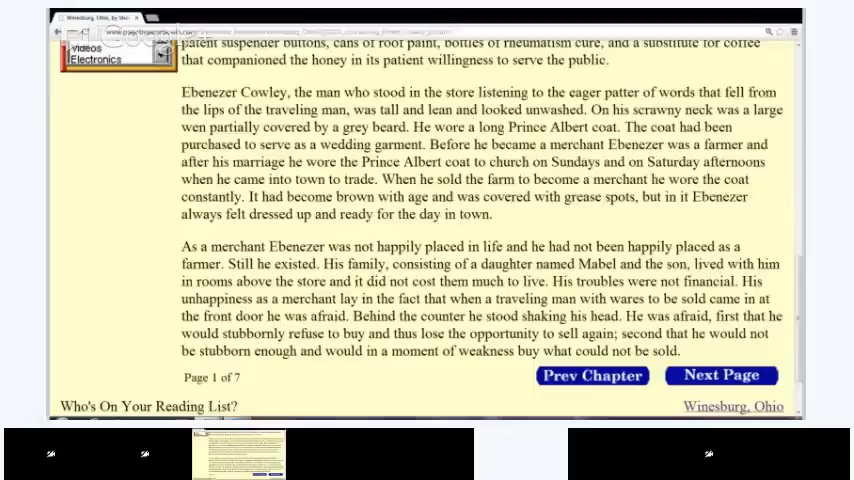 Winesburg, Ohio, by Sher
Videos
Electronics
patent suspender buttons, cans of roof paint, bottles of rheumatism cure, and a substitute for coffee
that companioned the honey in its patient willingness to serve the public.
Ebenezer Cowley, the man who stood in the store listening to the eager patter of words that fell from
the lips of the traveling man, was tall and lean and looked unwashed. On his scrawny neck was a large
wen partially covered by a grey beard. He wore a long Prince Albert coat. The coat had been
purchased to serve as a wedding garment. Before he became a merchant Ebenezer was a farmer and
after his marriage he wore the Prince Albert coat to church on Sundays and on Saturday afternoons
when he came into town to trade. When he sold the farm to become a merchant he wore the coat
constantly. It had become brown with age and was covered with grease spots, but in it Ebenezer
always felt dressed up and ready for the day in town.
As a merchant Ebenezer was not happily placed in life and he had not been happily placed as a
farmer. Still he existed. His family, consisting of a daughter named Mabel and the son, lived with him
in rooms above the store and it did not cost them much to live. His troubles were not financial. His
unhappiness as a merchant lay in the fact that when a traveling man with wares to be sold came in at
the front door he was afraid. Behind the counter he stood shaking his head. He was afraid, first that he
would stubbornly refuse to buy and thus lose the opportunity to sell again; second that he would not
be stubborn enough and would in a moment of weakness buy what could not be sold.
Page 1 of 7
Prev Chapter
Next Page
Who's On Your Reading List?
Winesburg, Ohio